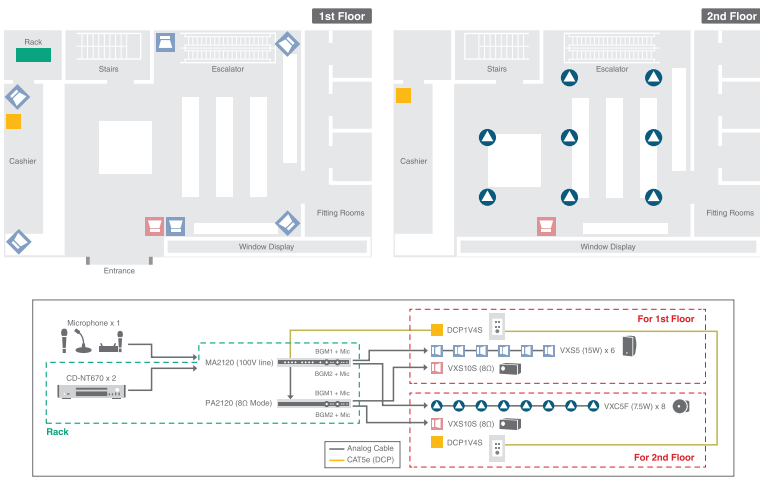 1st Floor
2nd Floor
Rack
Stairs
Escalator
Cashier
Fitting Rooms
Window Display
Entrance
Stairs
Escalator
Cashier
Fitting Rooms
Window Display
Microphone x 1
CD-NT670 x 2
Rack
MA2120 (100V line)
BGM1 + Mic
BGM2 + Mic
PA2120 (8Ω Mode)
BGM1 + Mic
BGM2 + Mic
Analog Cable
CAT5e (DCP)
For 1st Floor
DCP1V4S
VXS5 (15W) x 6
VXS10S (8Ω)
VXC5F (7.5W) x 8
VXS10S (8Ω)
DCP1V4S
For 2nd Floor